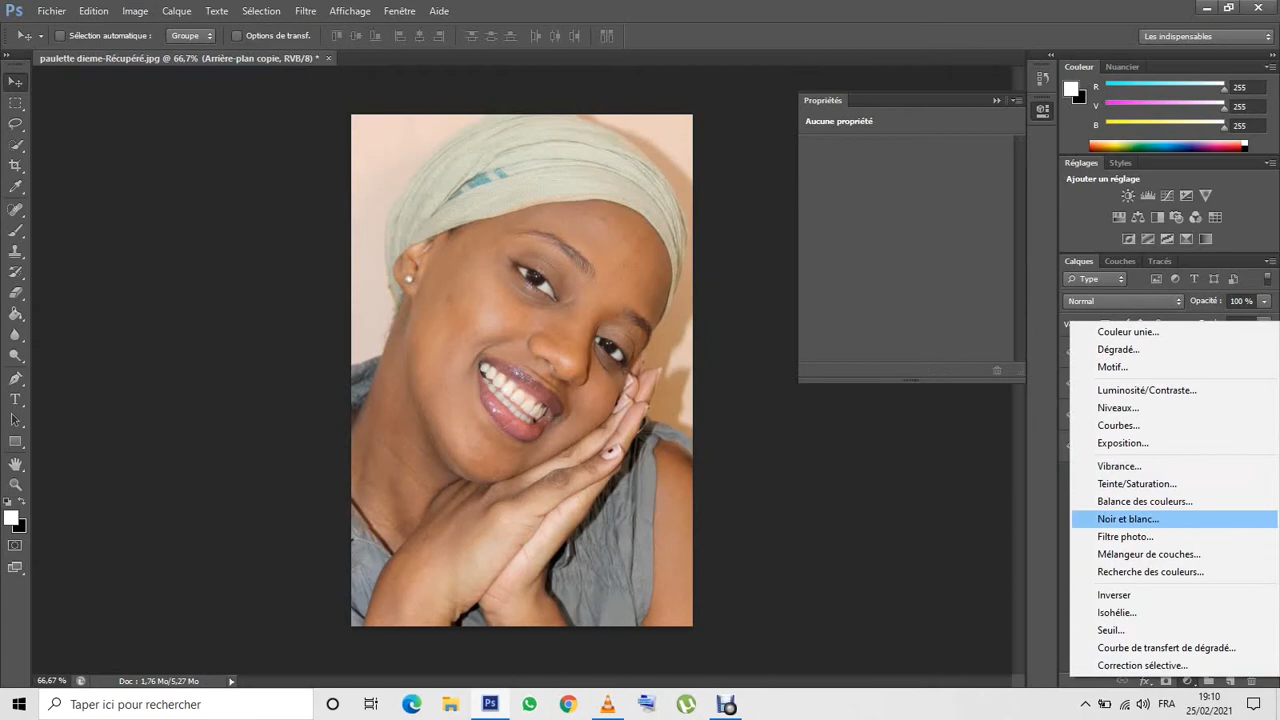 Ps Fichier Edition Image Calque Texte Sélection Filtre Affichage Fenêtre Aide
Sélection automatique : Groupe Options de transf. Les indispensables
paulette dieme-Récupéré.jpg @ 66,7% (Arrière-plan copie, RVB/8) * ×
Couleur Nuancier
R 255
V 255
B 255
Propriétés
Aucune propriété
Réglages Styles
Ajouter un réglage
Calques Couches Tracés
Type
Normal Opacité : 100 %
Couleur unie...
Dégradé...
Motif...
Luminosité/Contraste...
Niveaux...
Courbes...
Exposition...
Vibrance...
Teinte/Saturation...
Balance des couleurs...
Noir et blanc...
Filtre photo...
Mélangeur de couches...
Recherche des couleurs...
Inverser
Isohélie...
Seuil...
Courbe de transfert de dégradé...
Correction sélective...
66,67 % Doc : 1,76 Mo/5,27 Mo
Taper ici pour rechercher
FRA
19:10
25/02/2021